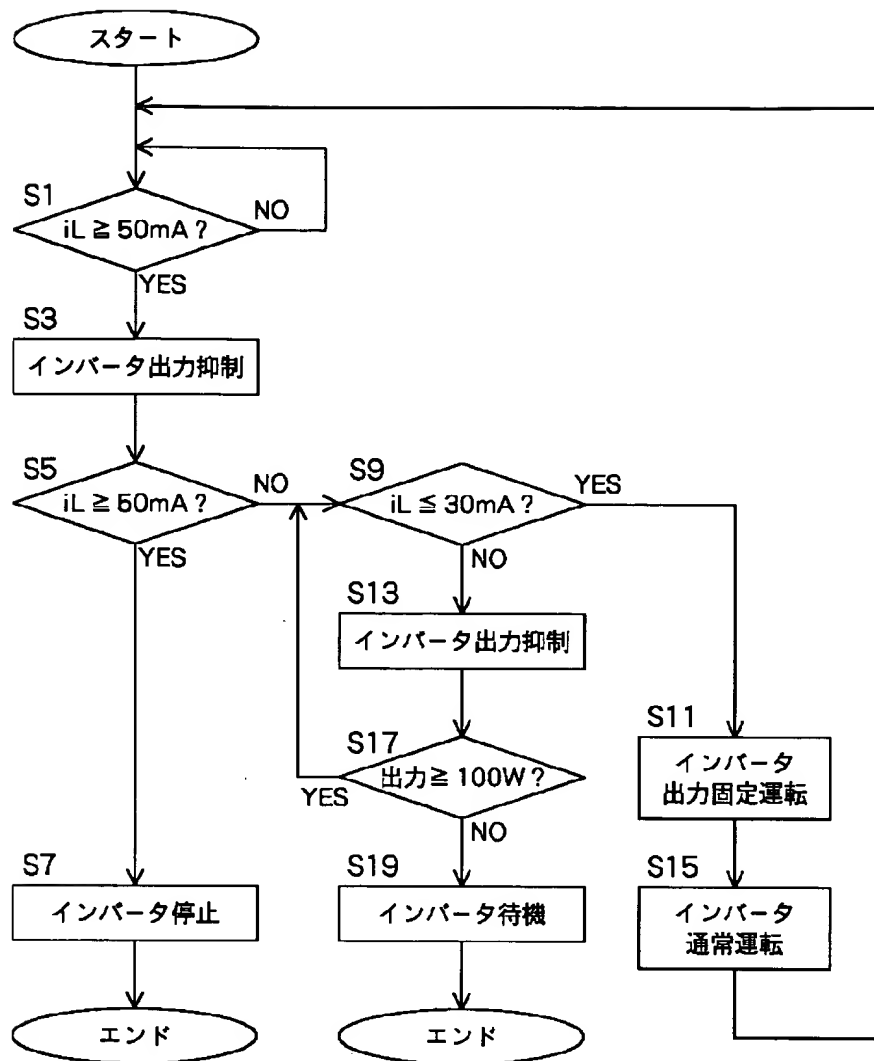 スタート
S1
iL ≧ 50mA ?
NO
YES
S3
インバータ出力抑制
S5
iL ≧ 50mA ?
NO
YES
S9
iL ≦ 30mA ?
YES
NO
S13
インバータ出力抑制
S17
出力≧ 100W ?
YES
NO
S11
インバータ
出力固定運転
S7
インバータ停止
S19
インバータ待機
S15
インバータ
通常運転
エンド
エンド